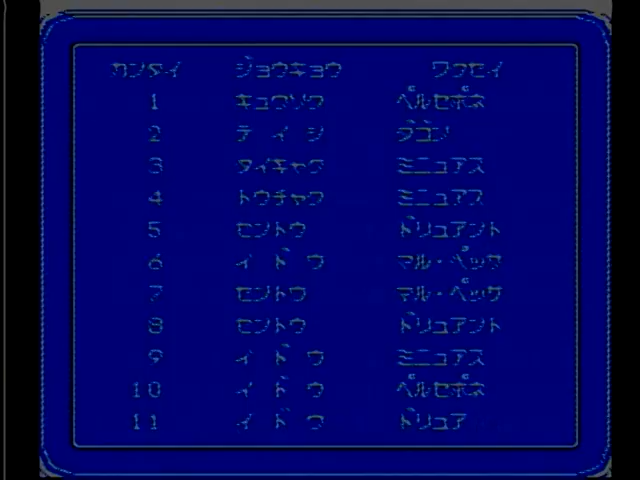 カンタイ ジョウキョウ ワクセイ
1 キュウソク ペルセポネ
2 テイシ ラゴン
3 タイキャク ミニュアス
4 トウチャク ミニュアス
5 セントウ ドリュアント
6 イドウ マル・ペッサ
7 セントウ マル・ペッサ
8 セントウ ドリュアント
9 イドウ ミニュアス
10 イドウ ペルセポネ
11 イドウ ドリュア